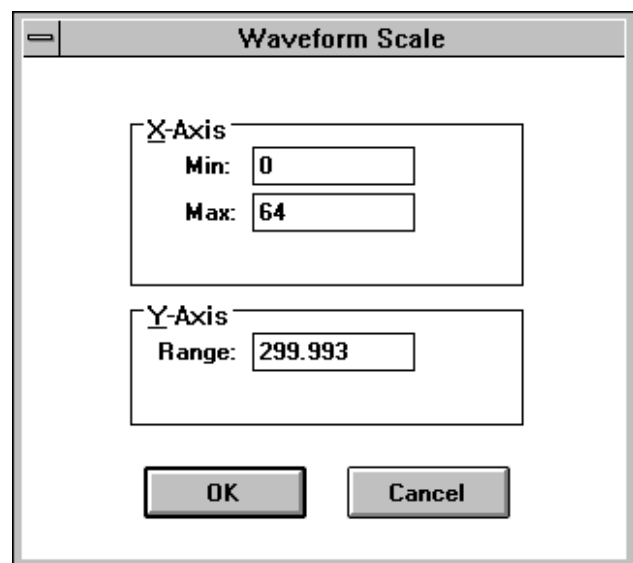 Waveform Scale
X-Axis
Min: 0
Max: 64
Y-Axis
Range: 299.993
OK Cancel